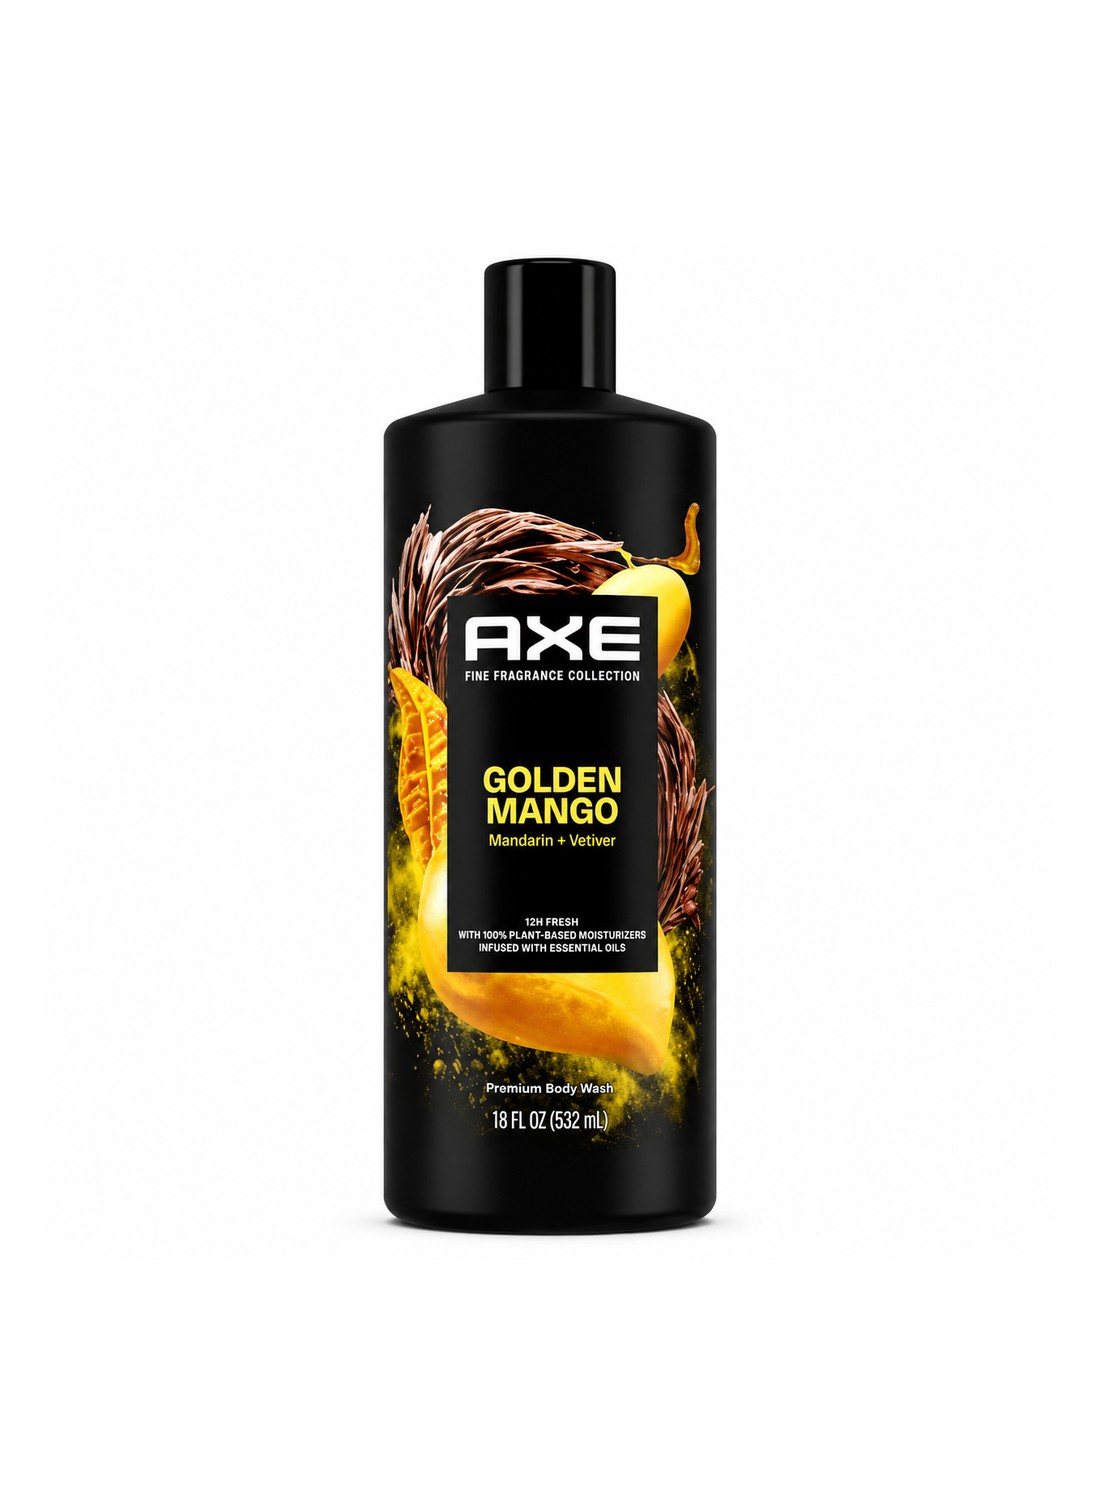 AXE
FINE FRAGRANCE COLLECTION
GOLDEN
MANGO
Mandarin + Vetiver
12H FRESH
WITH 100% PLANT-BASED MOISTURIZERS
INFUSED WITH ESSENTIAL OILS
Premium Body Wash
18 FL OZ (532 mL)